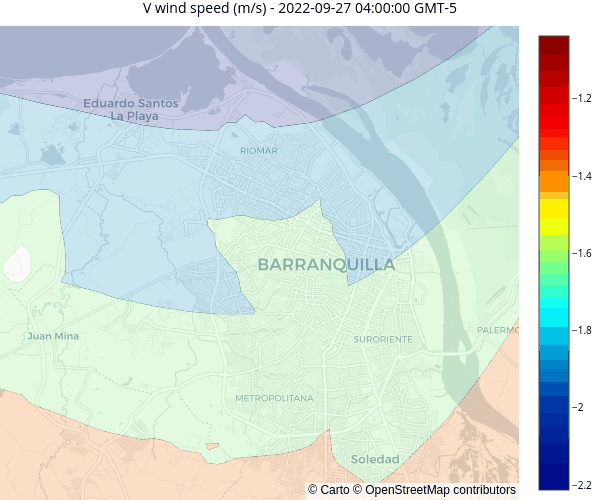 V wind speed (m/s) - 2022-09-27 04:00:00 GMT-5
Eduardo Santos
La Playa
RIOMAR
BARRANQUILLA
Juan Mina
SURORIENTE
PALERMO
METROPOLITANA
Soledad
© Carto © OpenStreetMap contributors
−1.2
−1.4
−1.6
−1.8
−2
−2.2